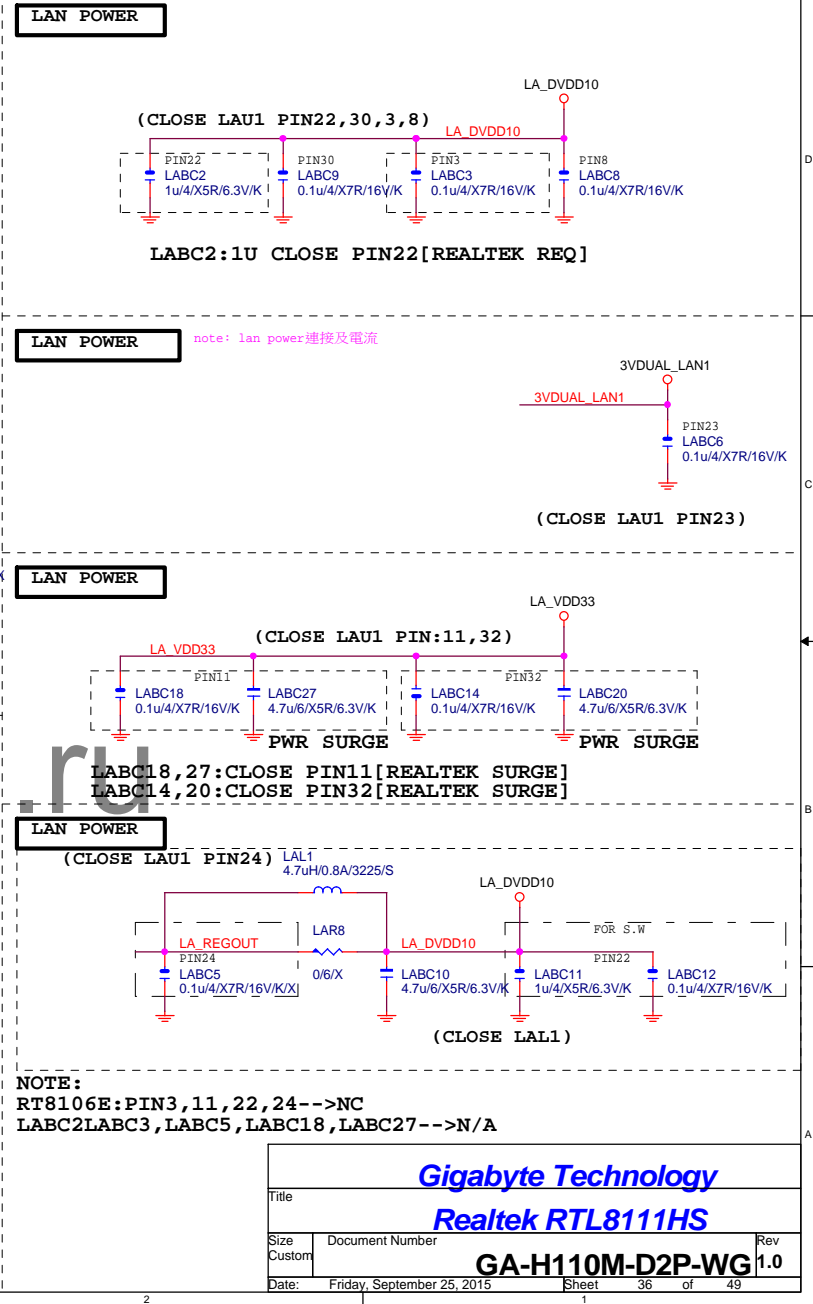 LAN POWER
LA_DVDD10
(CLOSE LAU1 PIN22,30,3,8)
LA_DVDD10
PIN22
LABC2
1u/4/X5R/6.3V/K
PIN30
LABC9
0.1u/4/X7R/16V/K
PIN3
LABC3
0.1u/4/X7R/16V/K
PIN8
LABC8
0.1u/4/X7R/16V/K
D
LABC2:1U CLOSE PIN22[REALTEK REQ]
LAN POWER
note: lan power連接及電流
3VDUAL_LAN1
3VDUAL_LAN1
PIN23
LABC6
0.1u/4/X7R/16V/K
C
(CLOSE LAU1 PIN23)
LAN POWER
LA_VDD33
(CLOSE LAU1 PIN:11,32)
LA_VDD33
PIN11
LABC18
0.1u/4/X7R/16V/K
LABC27
4.7u/6/X5R/6.3V/K
PIN32
LABC14
0.1u/4/X7R/16V/K
LABC20
4.7u/6/X5R/6.3V/K
PWR SURGE
PWR SURGE
.ru
LABC18,27:CLOSE PIN11[REALTEK SURGE]
LABC14,20:CLOSE PIN32[REALTEK SURGE]
B
LAN POWER
(CLOSE LAU1 PIN24)
LAL1
4.7uH/0.8A/3225/S
LA_DVDD10
LA_REGOUT
PIN24
LABC5
0.1u/4/X7R/16V/K/X
LAR8
0/6/X
LA_DVDD10
LABC10
4.7u/6/X5R/6.3V/K
FOR S.W
PIN22
LABC11
1u/4/X5R/6.3V/K
LABC12
0.1u/4/X7R/16V/K
(CLOSE LAL1)
NOTE:
RT8106E:PIN3,11,22,24-->NC
LABC2LABC3,LABC5,LABC18,LABC27-->N/A
A
Gigabyte Technology
Title
Realtek RTL8111HS
Size
Custom
Document Number
GA-H110M-D2P-WG
Rev
1.0
Date: Friday, September 25, 2015 Sheet 36 of 49
2
1